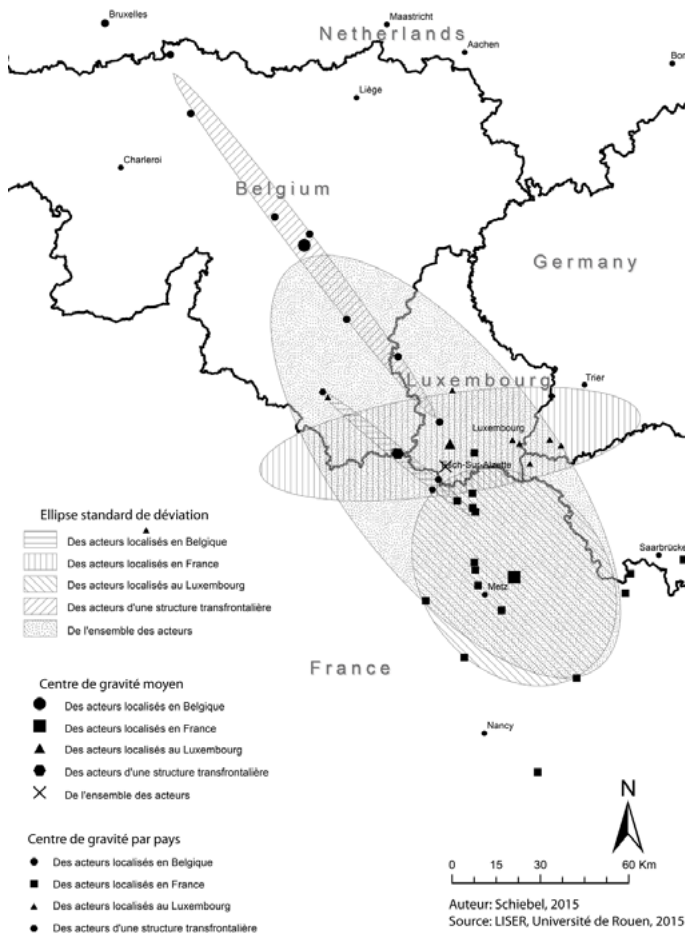 Bruxelles
Maastricht
Netherlands
Aachen
Liège
Charleroi
Belgium
Germany
Luxembourg
Trier
Luxembourg
Esch-Sur-Alzette
Ellipse standard de déviation
Des acteurs localisés en Belgique
Des acteurs localisés en France
Des acteurs localisés au Luxembourg
Des acteurs d'une structure transfrontalière
De l'ensemble des acteurs
Saarbrücke
Metz
France
Centre de gravité moyen
Des acteurs localisés en Belgique
Des acteurs localisés en France
Des acteurs localisés au Luxembourg
Des acteurs d'une structure transfrontalière
De l'ensemble des acteurs
Nancy
N
Centre de gravité par pays
Des acteurs localisés en Belgique
Des acteurs localisés en France
Des acteurs localisés au Luxembourg
Des acteurs d'une structure transfrontalière
0 15 30 60 Km
Auteur: Schiebel, 2015
Source: LISER, Université de Rouen, 2015